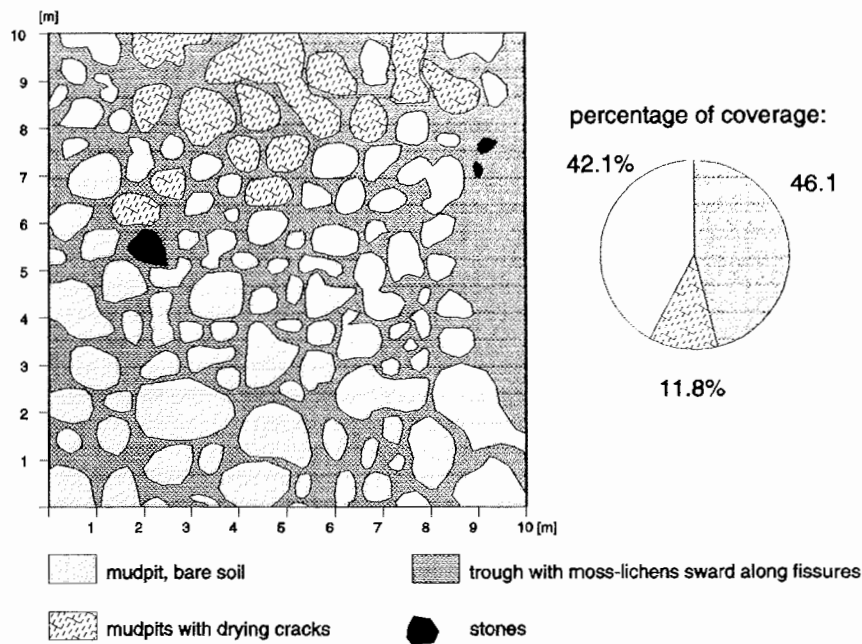 [m]
10
9
8
7
6
5
4
3
2
1
1 2 3 4 5 6 7 8 9 10 [m]
percentage of coverage:
42.1%
46.1
11.8%
mudpit, bare soil
trough with moss-lichens sward along fissures
mudpits with drying cracks
stones